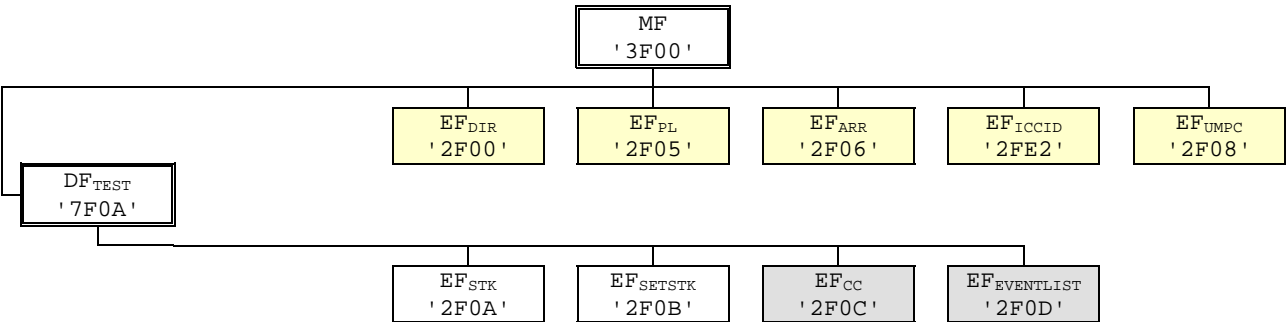 MF
'3F00'
EFDIR
'2F00'
EFPL
'2F05'
EFARR
'2F06'
EFICCID
'2FE2'
EFUMPC
'2F08'
DFTEST
'7F0A'
EFSTK
'2F0A'
EFSETSTK
'2F0B'
EFCC
'2F0C'
EFEVENTLIST
'2F0D'